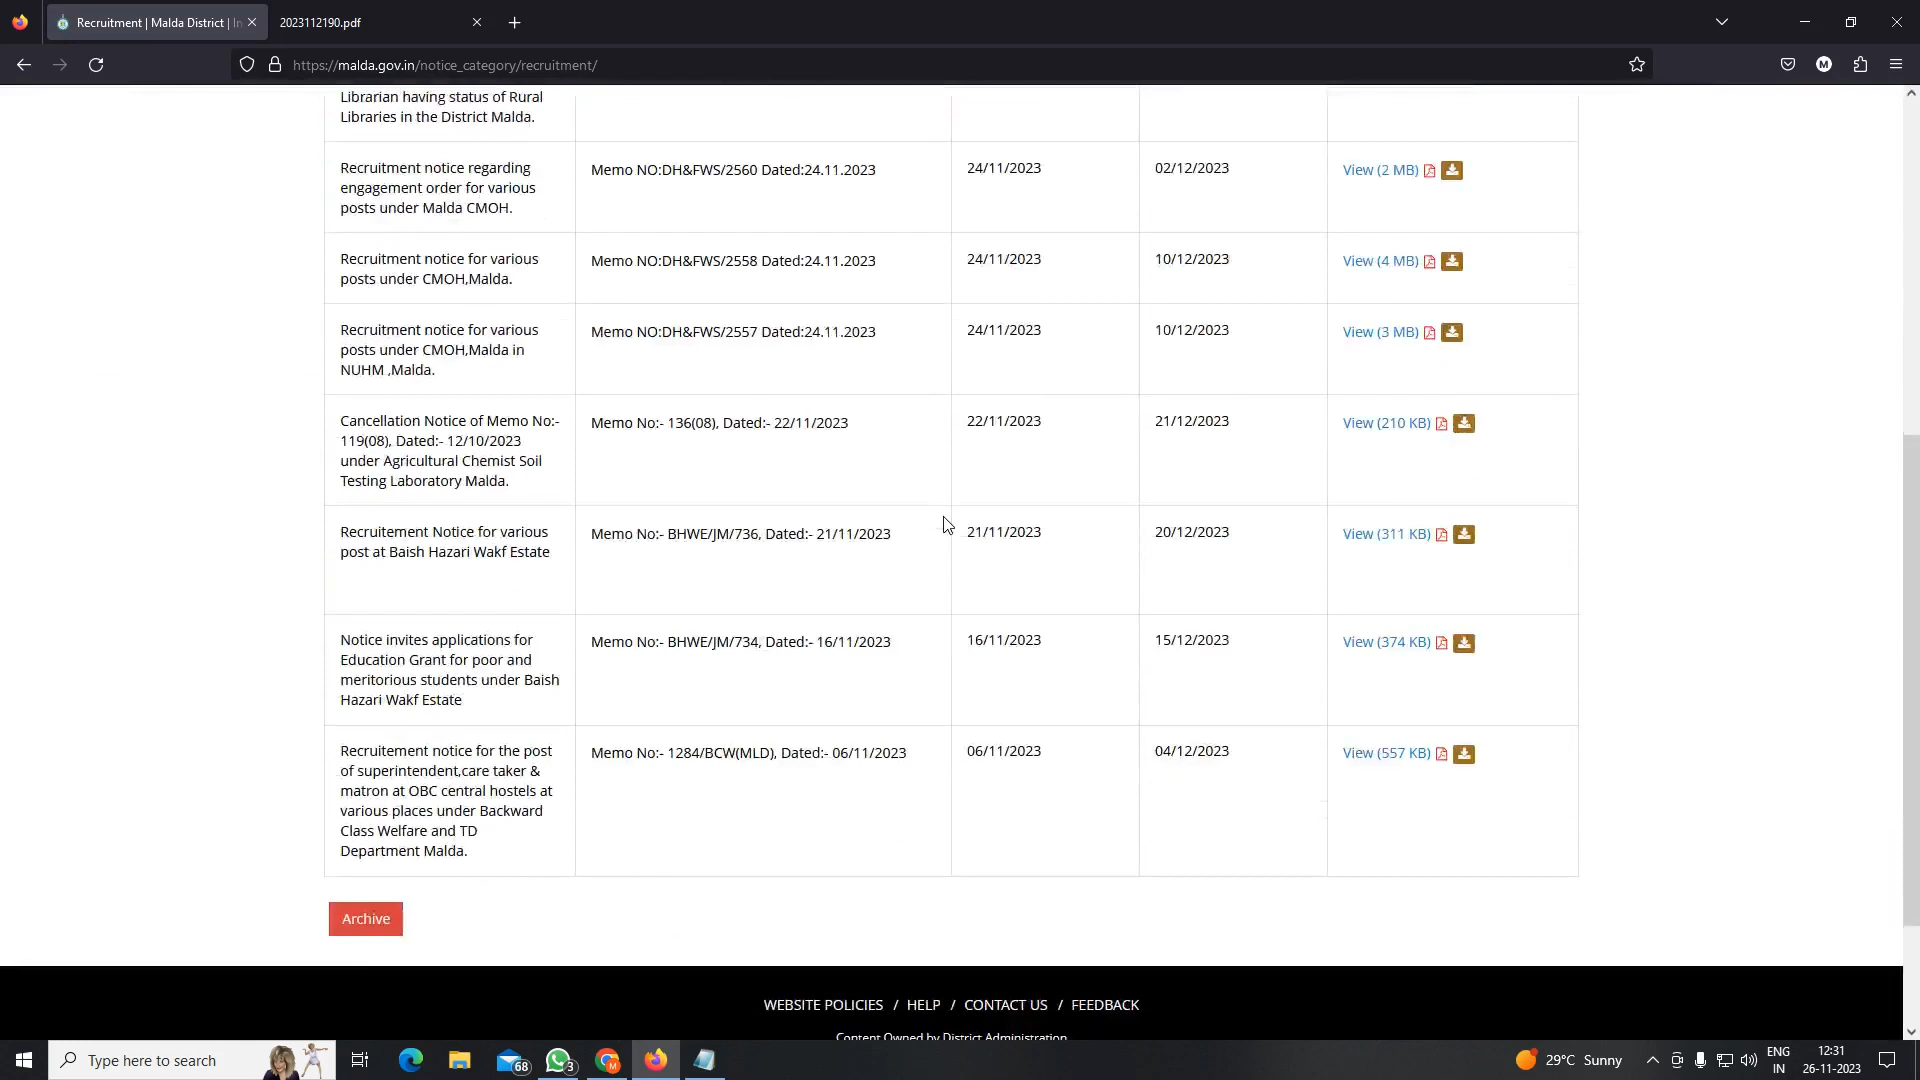 Recruitment | Malda District | In
2023112190.pdf
https://malda.gov.in/notice_category/recruitment/
Librarian having status of Rural
Libraries in the District Malda.
Recruitment notice regarding
engagement order for various
posts under Malda CMOH.
Memo NO:DH&FWS/2560 Dated:24.11.2023
24/11/2023
02/12/2023
View (2 MB)
Recruitment notice for various
posts under CMOH,Malda.
Memo NO:DH&FWS/2558 Dated:24.11.2023
24/11/2023
10/12/2023
View (4 MB)
Recruitment notice for various
posts under CMOH,Malda in
NUHM ,Malda.
Memo NO:DH&FWS/2557 Dated:24.11.2023
24/11/2023
10/12/2023
View (3 MB)
Cancellation Notice of Memo No:-
119(08), Dated:- 12/10/2023
under Agricultural Chemist Soil
Testing Laboratory Malda.
Memo No:- 136(08), Dated:- 22/11/2023
22/11/2023
21/12/2023
View (210 KB)
Recruitement Notice for various
post at Baish Hazari Wakf Estate
Memo No:- BHWE/JM/736, Dated:- 21/11/2023
21/11/2023
20/12/2023
View (311 KB)
Notice invites applications for
Education Grant for poor and
meritorious students under Baish
Hazari Wakf Estate
Memo No:- BHWE/JM/734, Dated:- 16/11/2023
16/11/2023
15/12/2023
View (374 KB)
Recruitement notice for the post
of superintendent,care taker &
matron at OBC central hostels at
various places under Backward
Class Welfare and TD
Department Malda.
Memo No:- 1284/BCW(MLD), Dated:- 06/11/2023
06/11/2023
04/12/2023
View (557 KB)
Archive
WEBSITE POLICIES / HELP / CONTACT US / FEEDBACK
Content Owned by District Administration
Type here to search
68
3
M
29°C Sunny
ENG
IN
12:31
26-11-2023